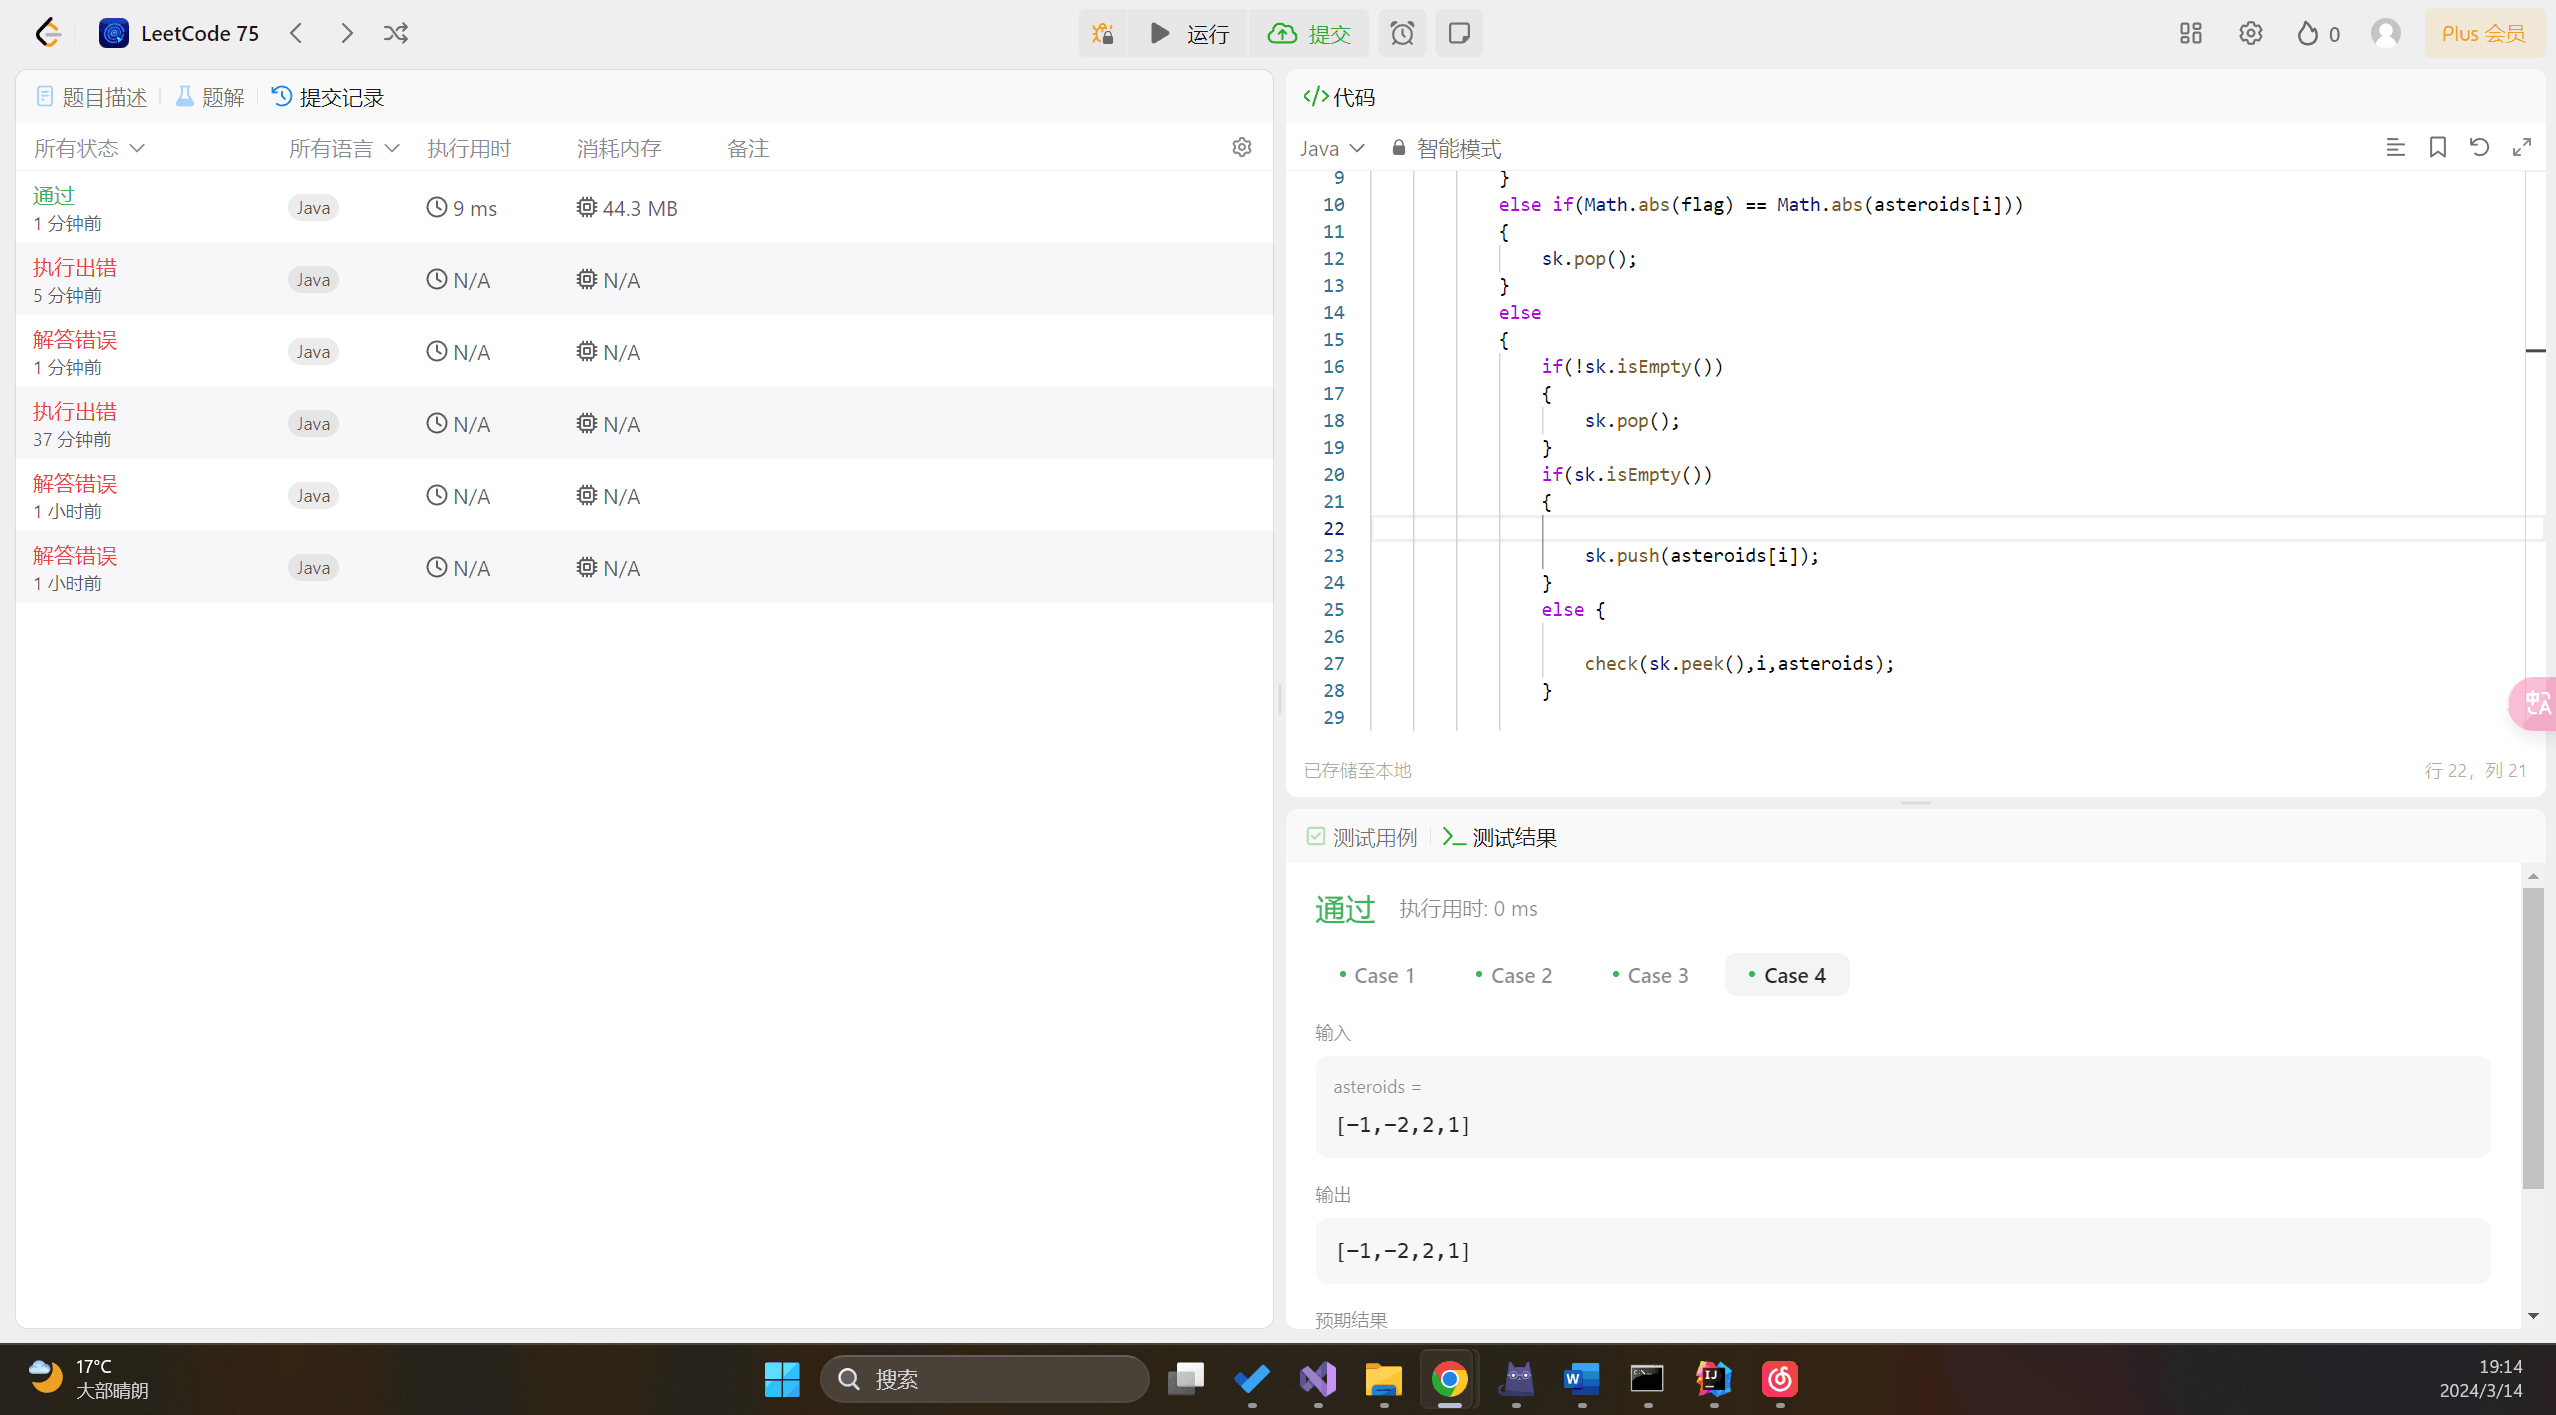 LeetCode 75
运行
提交
0
Plus 会员
题目描述
题解
提交记录
所有状态
所有语言
执行用时
消耗内存
备注
通过
1 分钟前
Java
9 ms
44.3 MB
执行出错
5 分钟前
Java
N/A
N/A
解答错误
1 分钟前
Java
N/A
N/A
执行出错
37 分钟前
Java
N/A
N/A
解答错误
1 小时前
Java
N/A
N/A
解答错误
1 小时前
Java
N/A
N/A
</>代码
Java
智能模式
9 }
10 else if(Math.abs(flag) == Math.abs(asteroids[i]))
11 {
12 sk.pop();
13 }
14 else
15 {
16 if(!sk.isEmpty())
17 {
18 sk.pop();
19 }
20 if(sk.isEmpty())
21 {
22
23 sk.push(asteroids[i]);
24 }
25 else {
26
27 check(sk.peek(),i,asteroids);
28 }
29
已存储至本地
行 22，列 21
中A
测试用例
>_ 测试结果
通过
执行用时: 0 ms
Case 1
Case 2
Case 3
Case 4
输入
asteroids =
[-1,-2,2,1]
输出
[-1,-2,2,1]
预期结果
17°C
大部晴朗
搜索
W
IJ
19:14
2024/3/14